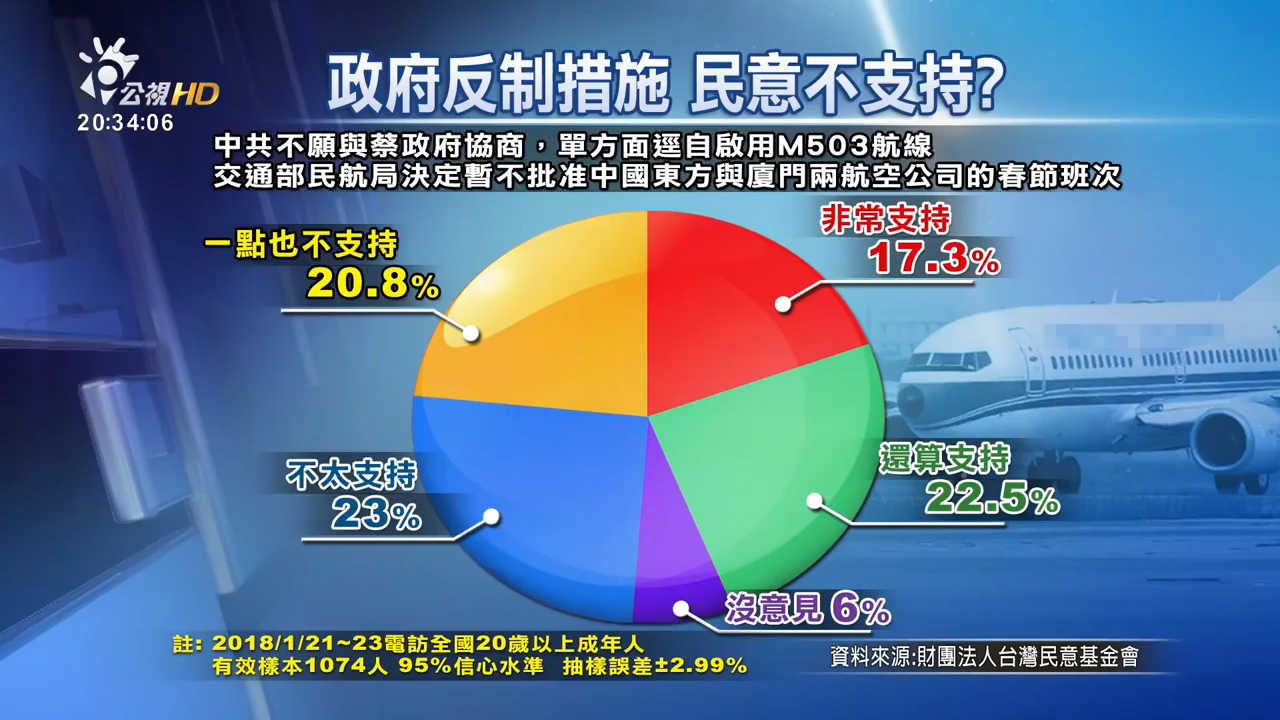 公視HD
20:34:06
政府反制措施 民意不支持?
中共不願與蔡政府協商，單方面逕自啟用M503航線
交通部民航局決定暫不批准中國東方與廈門兩航空公司的春節班次
非常支持
17.3%
一點也不支持
20.8%
還算支持
22.5%
不太支持
23%
沒意見 6%
註: 2018/1/21~23電訪全國20歲以上成年人
有效樣本1074人 95%信心水準 抽樣誤差±2.99%
資料來源:財團法人台灣民意基金會